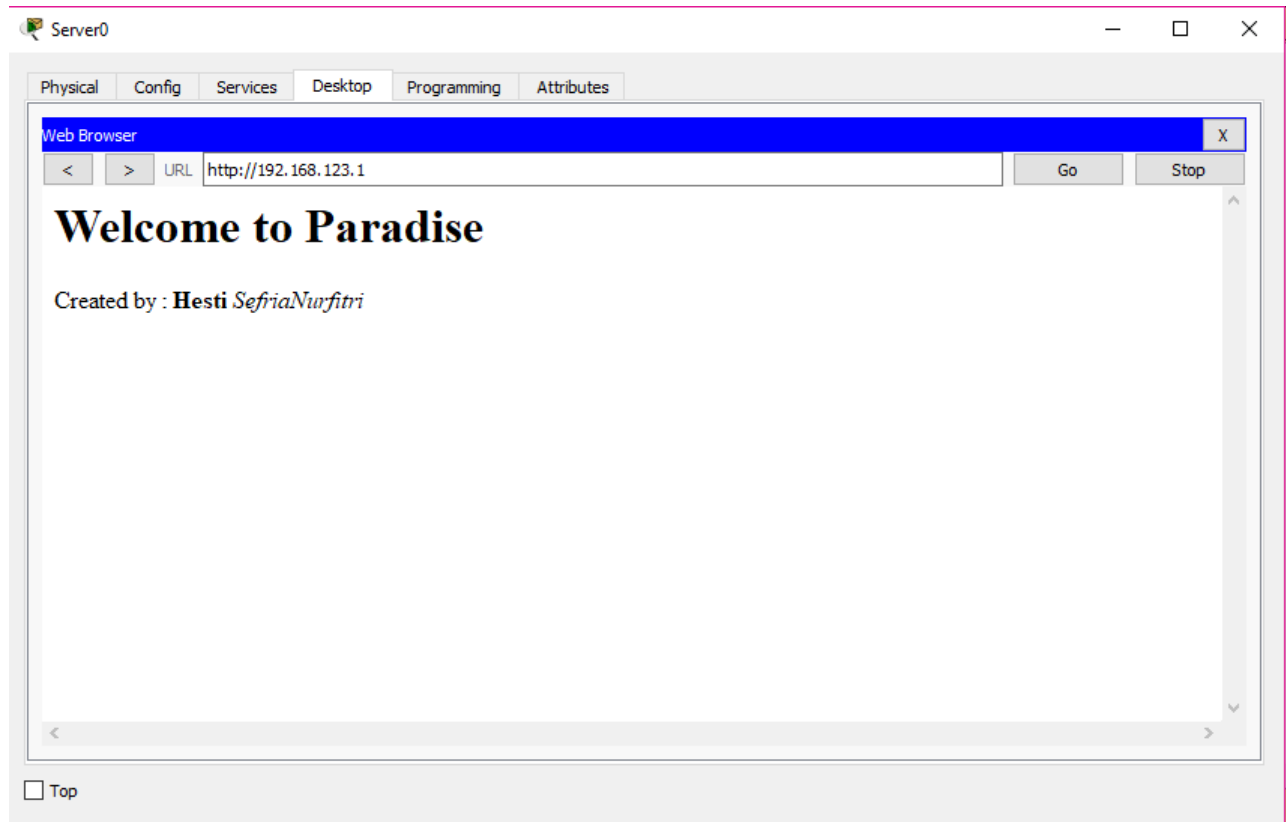 Server0
Physical Config Services Desktop Programming Attributes
Web Browser X
< > URL http://192.168.123.1 Go Stop
Welcome to Paradise
Created by : Hesti SefriaNurfitri
Top